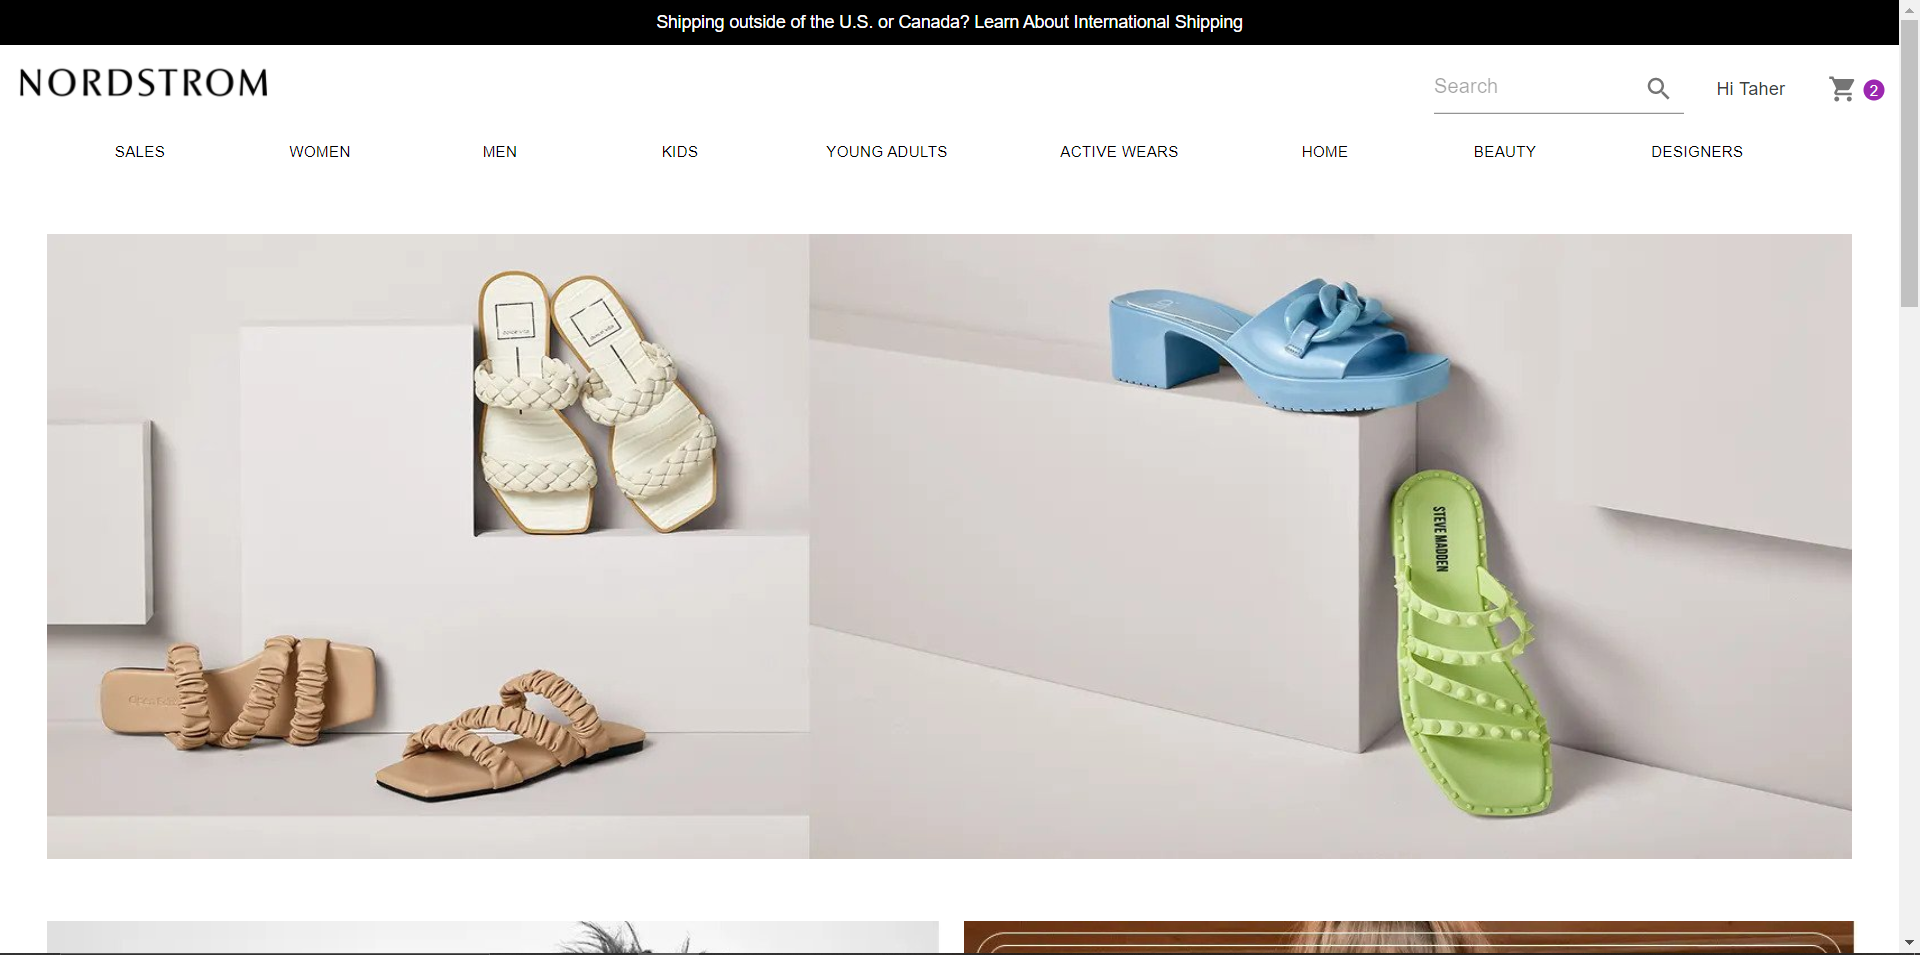 Shipping outside of the U.S. or Canada? Learn About International Shipping
NORDSTROM
Search
Hi Taher
2
SALES
WOMEN
MEN
KIDS
YOUNG ADULTS
ACTIVE WEARS
HOME
BEAUTY
DESIGNERS
STEVE MADDEN